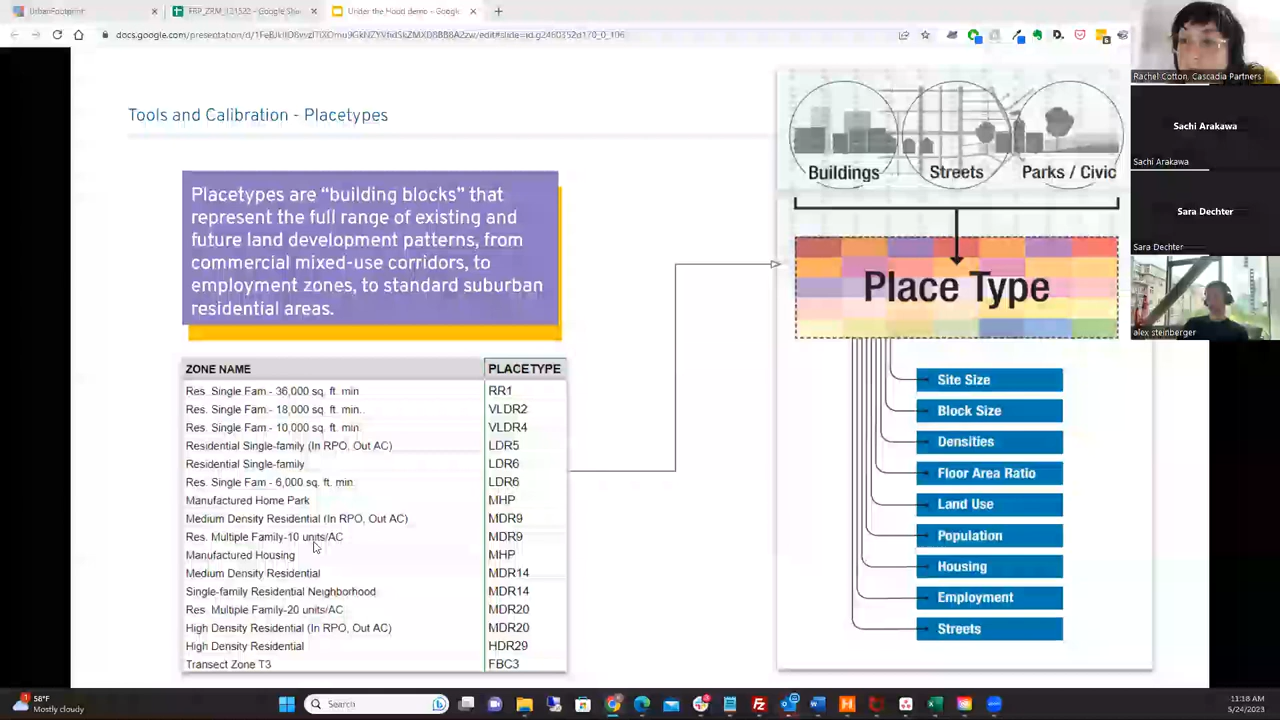 UrbanFootprint
Under the Hood demo - Googl
docs.google.com/presentation/d/
Tools and Calibration - Placetypes
Placetypes are “building blocks” that
represent the full range of existing and
future land development patterns, from
commercial mixed-use corridors, to
employment zones, to standard suburban
residential areas.
ZONE NAME PLACETYPE
Res. Single Fam - 36,000 sq. ft. min RR1
Res. Single Fam - 18,000 sq. ft. min.. VLDR2
Res. Single Fam - 10,000 sq. ft. min. VLDR4
Residential Single-family (In RPO, Out AC) LDR5
Residential Single-family LDR6
Res. Single Fam - 6,000 sq. ft. min. LDR6
Manufactured Home Park MHP
Medium Density Residential (In RPO, Out AC) MDR9
Res. Multiple Family-10 units/AC MDR9
Manufactured Housing MHP
Medium Density Residential MDR14
Single-family Residential Neighborhood MDR14
Res. Multiple Family-20 units/AC MDR20
High Density Residential (In RPO, Out AC) MDR20
High Density Residential HDR29
Transect Zone T3 FBC3
Buildings
Streets
Parks / Civic
Place Type
Site Size
Block Size
Densities
Floor Area Ratio
Land Use
Population
Housing
Employment
Streets
Rachel Cotton, Cascadia Partners
Sachi Arakawa
Sachi Arakawa
Sara Dechter
Sara Dechter
alex steinberger
56°F
Mostly cloudy
Search
11:18 AM
5/24/2023